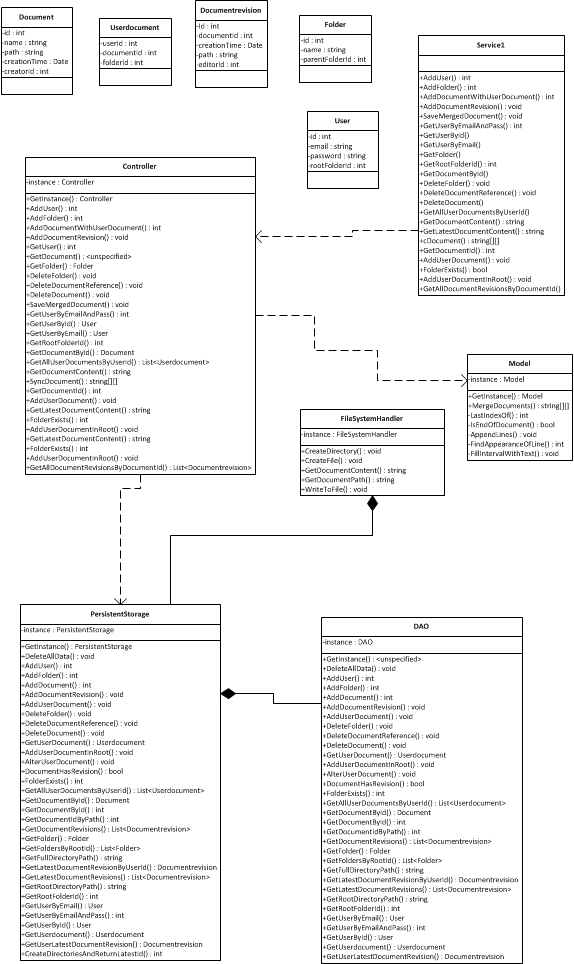 Document
-id : int
-name : string
-path : string
-creationTime : Date
-creatorId : int
Userdocument
-userId : int
-documentId : int
-folderId : int
Documentrevision
-id : int
-documentId : int
-creationTime : Date
-path : string
-editorId : int
Folder
-id : int
-name : string
-parentFolderId : int
User
-id : int
-email : string
-password : string
-rootFolderId : int
Service1
+AddUser() : int
+AddFolder() : int
+AddDocumentWithUserDocument() : int
+AddDocumentRevision() : void
+SaveMergedDocument() : void
+GetUserByEmailAndPass() : int
+GetUserById()
+GetUserByEmail()
+GetFolder()
+GetRootFolderId() : int
+GetDocumentById()
+DeleteFolder() : void
+DeleteDocumentReference() : void
+DeleteDocument()
+GetAllUserDocumentsByUserId()
+GetDocumentContent() : string
+GetLatestDocumentContent() : string
+cDocument() : string[][]
+GetDocumentId() : int
+AddUserDocument() : void
+FolderExists() : bool
+AddUserDocumentInRoot() : void
+GetAllDocumentRevisionsByDocumentId()
Controller
-instance : Controller
+GetInstance() : Controller
+AddUser() : int
+AddFolder() : int
+AddDocumentWithUserDocument() : int
+AddDocumentRevision() : void
+GetUser() : int
+GetDocument() : <unspecified>
+GetFolder() : Folder
+DeleteFolder() : void
+DeleteDocumentReference() : void
+DeleteDocument() : void
+SaveMergedDocument() : void
+GetUserByEmailAndPass() : int
+GetUserById() : User
+GetUserByEmail() : User
+GetRootFolderId() : int
+GetDocumentById() : Document
+GetAllUserDocumentsByUserId() : List<Userdocument>
+GetDocumentContent() : string
+SyncDocument() : string[][]
+GetDocumentId() : int
+AddUserDocument() : void
+GetLatestDocumentContent() : string
+FolderExists() : int
+AddUserDocumentInRoot() : void
+GetLatestDocumentContent() : string
+FolderExists() : int
+AddUserDocumentInRoot() : void
+GetAllDocumentRevisionsByDocumentId() : List<Documentrevision>
Model
-instance : Model
+GetInstance() : Model
+MergeDocuments() : string[][]
-LastIndexOf() : int
-IsEndOfDocument() : bool
-AppendLines() : void
-FindAppearanceOfLine() : int
-FillIntervalWithText() : void
FileSystemHandler
-instance : FileSystemHandler
+CreateDirectory() : void
+CreateFile() : void
+GetDocumentContent() : string
+GetDocumentPath() : string
+WriteToFile() : void
PersistentStorage
-instance : PersistentStorage
+GetInstance() : PersistentStorage
+DeleteAllData() : void
+AddUser() : int
+AddFolder() : int
+AddDocument() : int
+AddDocumentRevision() : void
+AddUserDocument() : void
+DeleteFolder() : void
+DeleteDocumentReference() : void
+DeleteDocument() : void
+GetUserDocument() : Userdocument
+AddUserDocumentInRoot() : void
+AlterUserDocument() : void
+DocumentHasRevision() : bool
+FolderExists() : int
+GetAllUserDocumentsByUserId() : List<Userdocument>
+GetDocumentById() : Document
+GetDocumentById() : int
+GetDocumentIdByPath() : int
+GetDocumentRevisions() : List<Documentrevision>
+GetFolder() : Folder
+GetFoldersByRootId() : List<Folder>
+GetFullDirectoryPath() : string
+GetLatestDocumentRevisionByUserId() : Documentrevision
+GetLatestDocumentRevisions() : List<Documentrevision>
+GetRootDirectoryPath() : string
+GetRootFolderId() : int
+GetUserByEmail() : User
+GetUserByEmailAndPass() : int
+GetUserById() : User
+GetUserdocument() : Userdocument
+GetUserLatestDocumentRevision() : Documentrevision
+CreateDirectoriesAndReturnLatestId() : int
DAO
-instance : DAO
+GetInstance() : <unspecified>
+DeleteAllData() : void
+AddUser() : int
+AddFolder() : int
+AddDocument() : int
+AddDocumentRevision() : void
+AddUserDocument() : void
+DeleteFolder() : void
+DeleteDocumentReference() : void
+DeleteDocument() : void
+GetUserDocument() : Userdocument
+AddUserDocumentInRoot() : void
+AlterUserDocument() : void
+DocumentHasRevision() : bool
+FolderExists() : int
+GetAllUserDocumentsByUserId() : List<Userdocument>
+GetDocumentById() : Document
+GetDocumentById() : int
+GetDocumentIdByPath() : int
+GetDocumentRevisions() : List<Documentrevision>
+GetFolder() : Folder
+GetFoldersByRootId() : List<Folder>
+GetFullDirectoryPath() : string
+GetLatestDocumentRevisionByUserId() : Documentrevision
+GetLatestDocumentRevisions() : List<Documentrevision>
+GetRootDirectoryPath() : string
+GetRootFolderId() : int
+GetUserByEmail() : User
+GetUserByEmailAndPass() : int
+GetUserById() : User
+GetUserdocument() : Userdocument
+GetUserLatestDocumentRevision() : Documentrevision